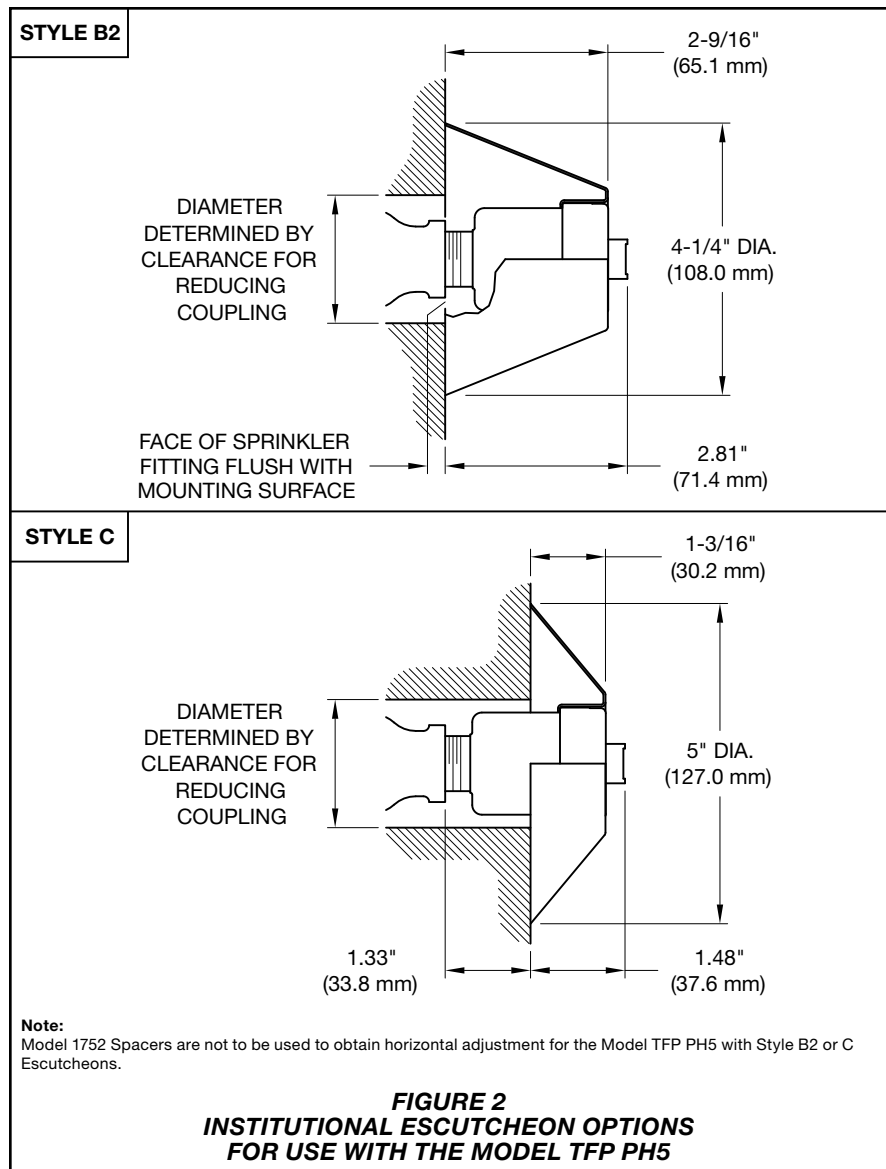 STYLE B2
2-9/16"
(65.1 mm)
DIAMETER
DETERMINED BY
CLEARANCE FOR
REDUCING
COUPLING
4-1/4" DIA.
(108.0 mm)
FACE OF SPRINKLER
FITTING FLUSH WITH
MOUNTING SURFACE
2.81"
(71.4 mm)
STYLE C
1-3/16"
(30.2 mm)
DIAMETER
DETERMINED BY
CLEARANCE FOR
REDUCING
COUPLING
5" DIA.
(127.0 mm)
1.33"
(33.8 mm)
1.48"
(37.6 mm)
Note:
Model 1752 Spacers are not to be used to obtain horizontal adjustment for the Model TFP PH5 with Style B2 or C
Escutcheons.
FIGURE 2
INSTITUTIONAL ESCUTCHEON OPTIONS
FOR USE WITH THE MODEL TFP PH5